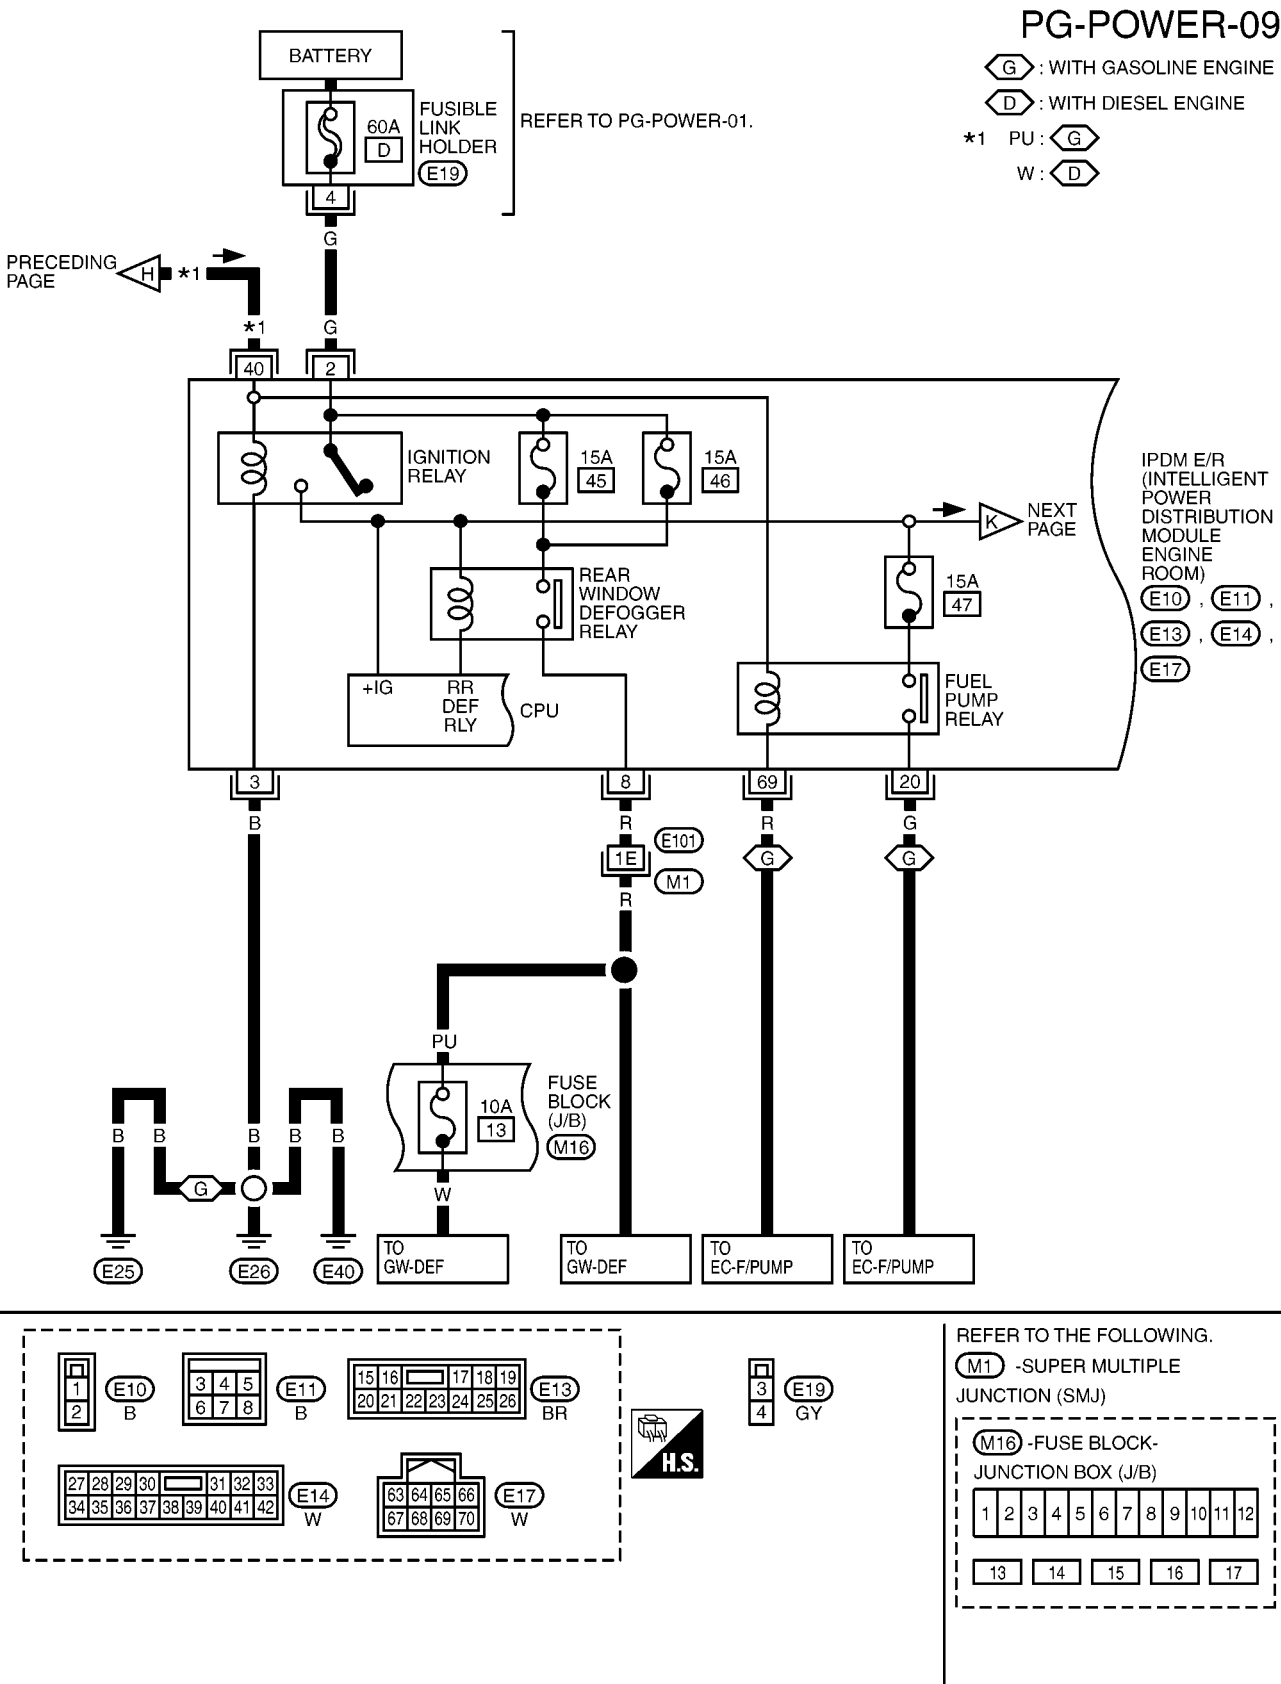 PG-POWER-09
G : WITH GASOLINE ENGINE
D : WITH DIESEL ENGINE
*1 PU : G
W : D
BATTERY
60A
D
FUSIBLE
LINK
HOLDER
E19
REFER TO PG-POWER-01.
4
G
PRECEDING
PAGE
H
*1
*1
G
40
2
IGNITION
RELAY
15A
45
15A
46
K
NEXT
PAGE
IPDM E/R
(INTELLIGENT
POWER
DISTRIBUTION
MODULE
ENGINE
ROOM)
E10 , E11 ,
E13 , E14 ,
E17
15A
47
REAR
WINDOW
DEFOGGER
RELAY
+IG
RR
DEF
RLY
CPU
FUEL
PUMP
RELAY
3
8
69
20
B
R
R
G
E101
1E
M1
G
G
R
PU
10A
13
FUSE
BLOCK
(J/B)
M16
B B B B B
G
W
E25
E26
E40
TO
GW-DEF
TO
GW-DEF
TO
EC-F/PUMP
TO
EC-F/PUMP
1
2
E10
B
3 4 5
6 7 8
E11
B
15 16 17 18 19
20 21 22 23 24 25 26
E13
BR
27 28 29 30 31 32 33
34 35 36 37 38 39 40 41 42
E14
W
63 64 65 66
67 68 69 70
E17
W
H.S.
3
4
E19
GY
REFER TO THE FOLLOWING.
M1 -SUPER MULTIPLE
JUNCTION (SMJ)
M16 -FUSE BLOCK-
JUNCTION BOX (J/B)
1 2 3 4 5 6 7 8 9 10 11 12
13 14 15 16 17